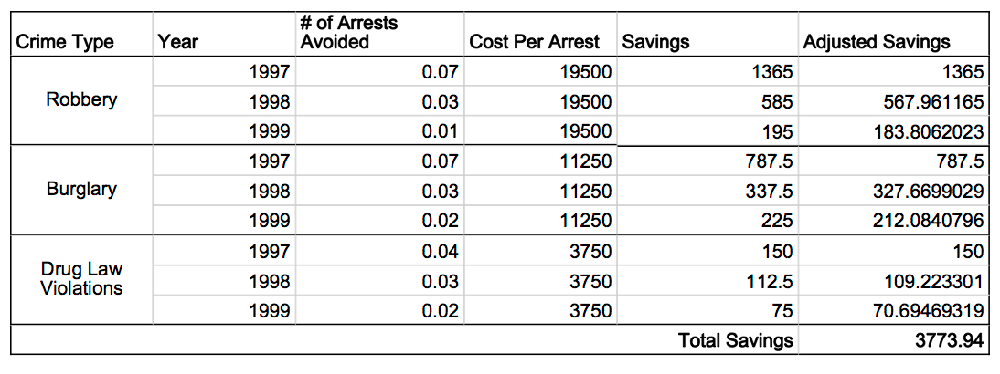 Crime Type Year # of Arrests Avoided Cost Per Arrest Savings Adjusted Savings
Robbery 1997 0.07 19500 1365 1365
1998 0.03 19500 585 567.961165
1999 0.01 19500 195 183.8062023
Burglary 1997 0.07 11250 787.5 787.5
1998 0.03 11250 337.5 327.6699029
1999 0.02 11250 225 212.0840796
Drug Law Violations 1997 0.04 3750 150 150
1998 0.03 3750 112.5 109.223301
1999 0.02 3750 75 70.69469319
Total Savings 3773.94